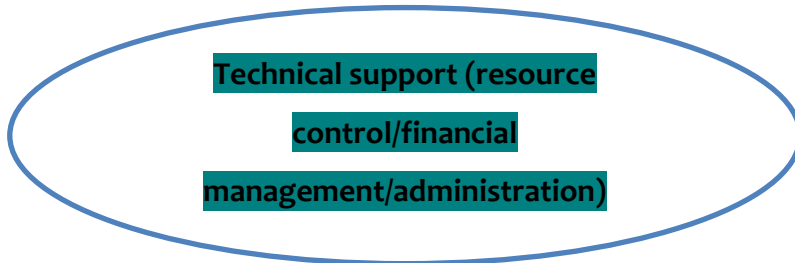 Technical support (resource
control/financial
management/administration)